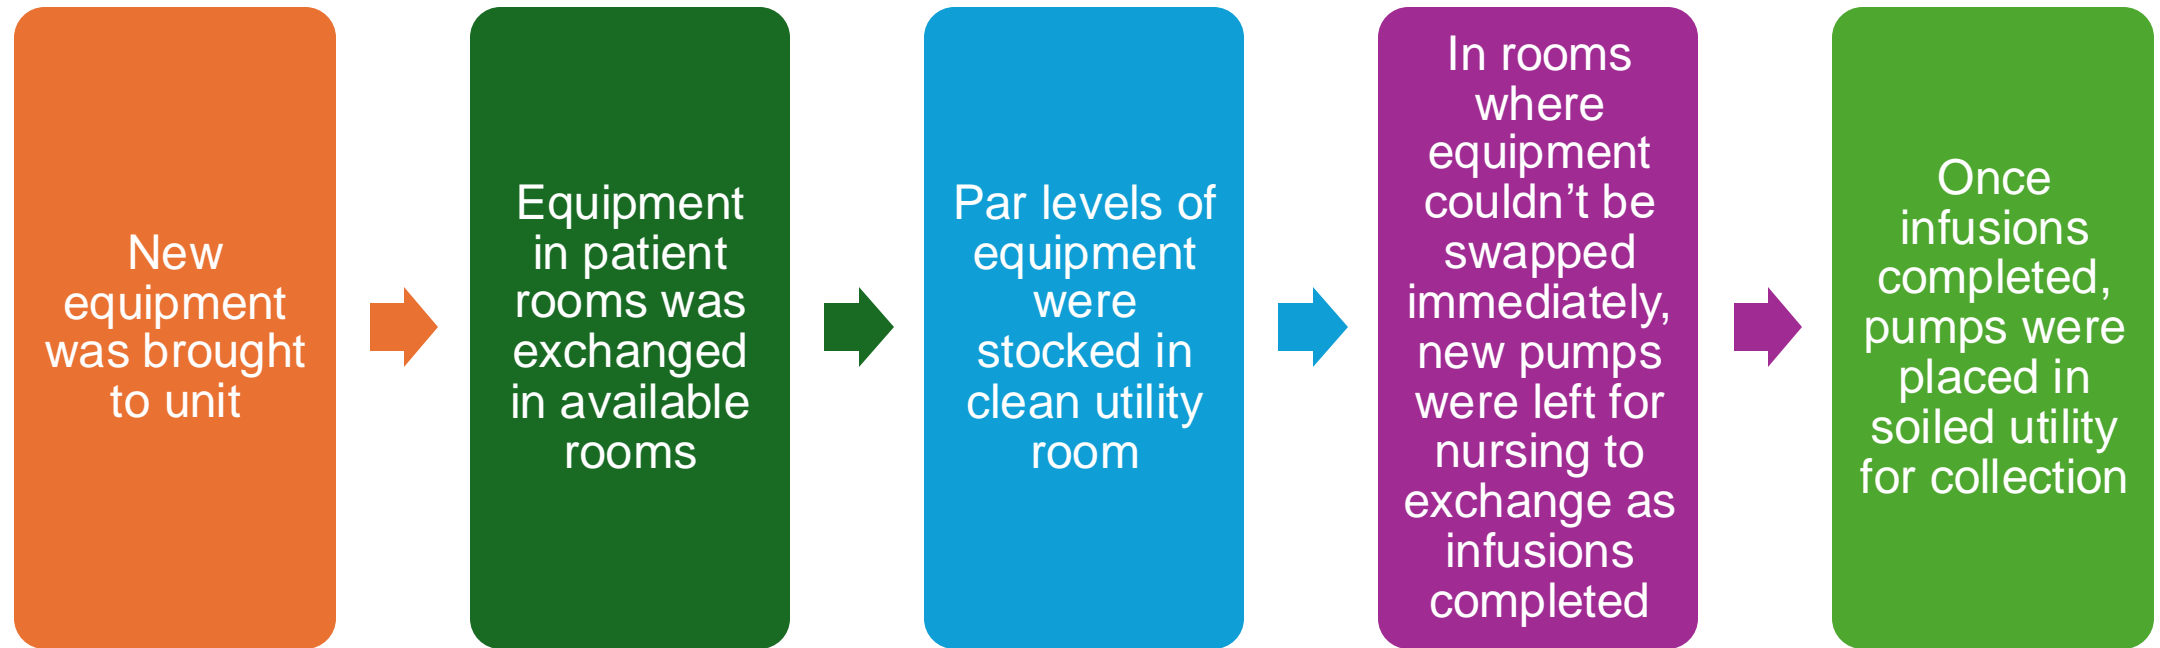 New
equipment
was brought
to unit
Equipment
in patient
rooms was
exchanged
in available
rooms
Par levels of
equipment
were
stocked in
clean utility
room
In rooms
where
equipment
couldn’t be
swapped
immediately,
new pumps
were left for
nursing to
exchange as
infusions
completed
Once
infusions
completed,
pumps were
placed in
soiled utility
for collection